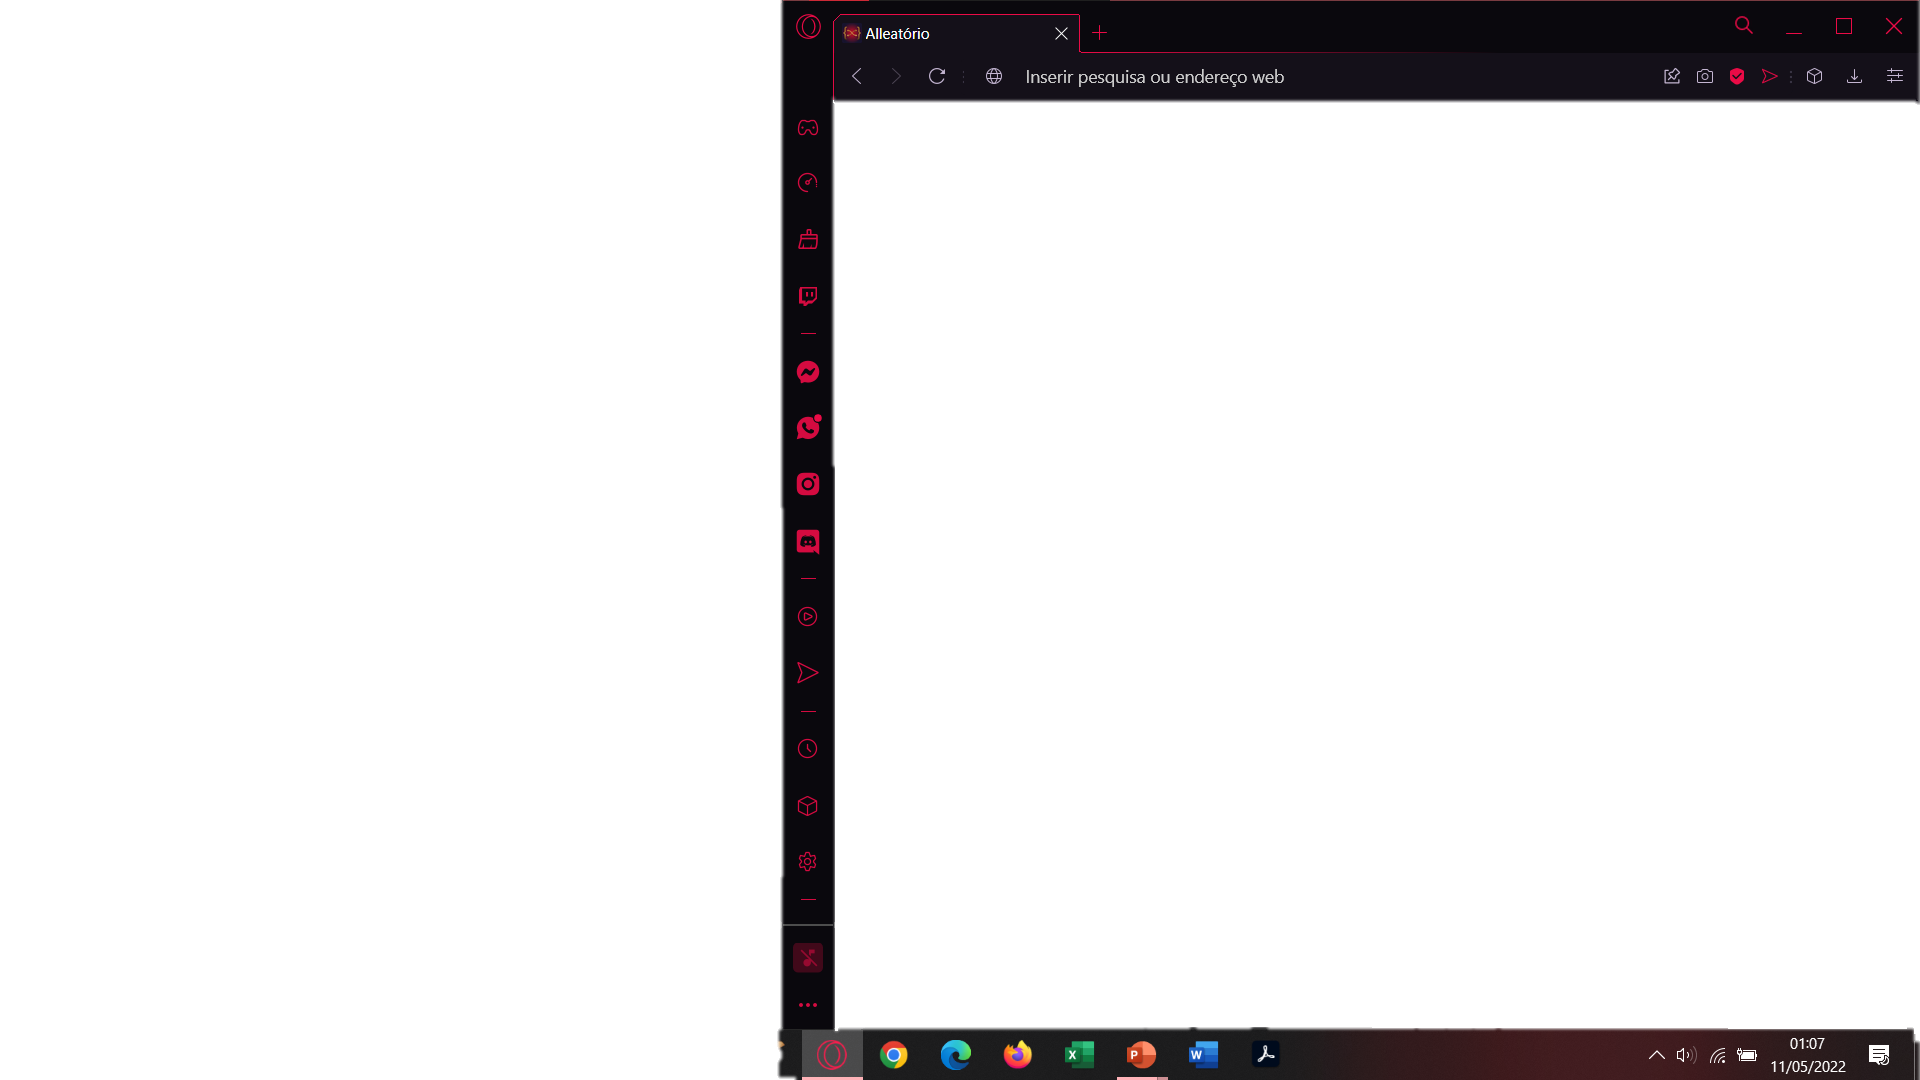 Alleatório
Inserir pesquisa ou endereço web
X
P
W
01:07
11/05/2022